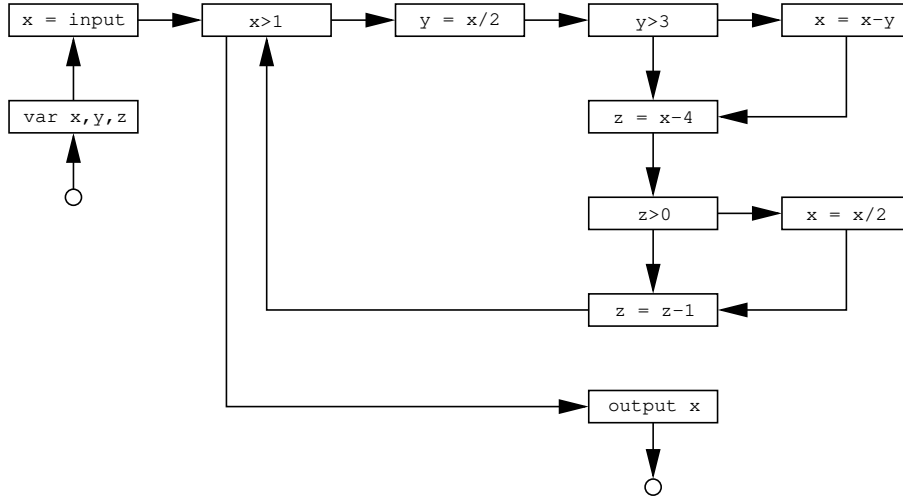 x = input
x>1
y = x/2
y>3
x = x−y
var x,y,z
z = x−4
z>0
x = x/2
z = z−1
output x